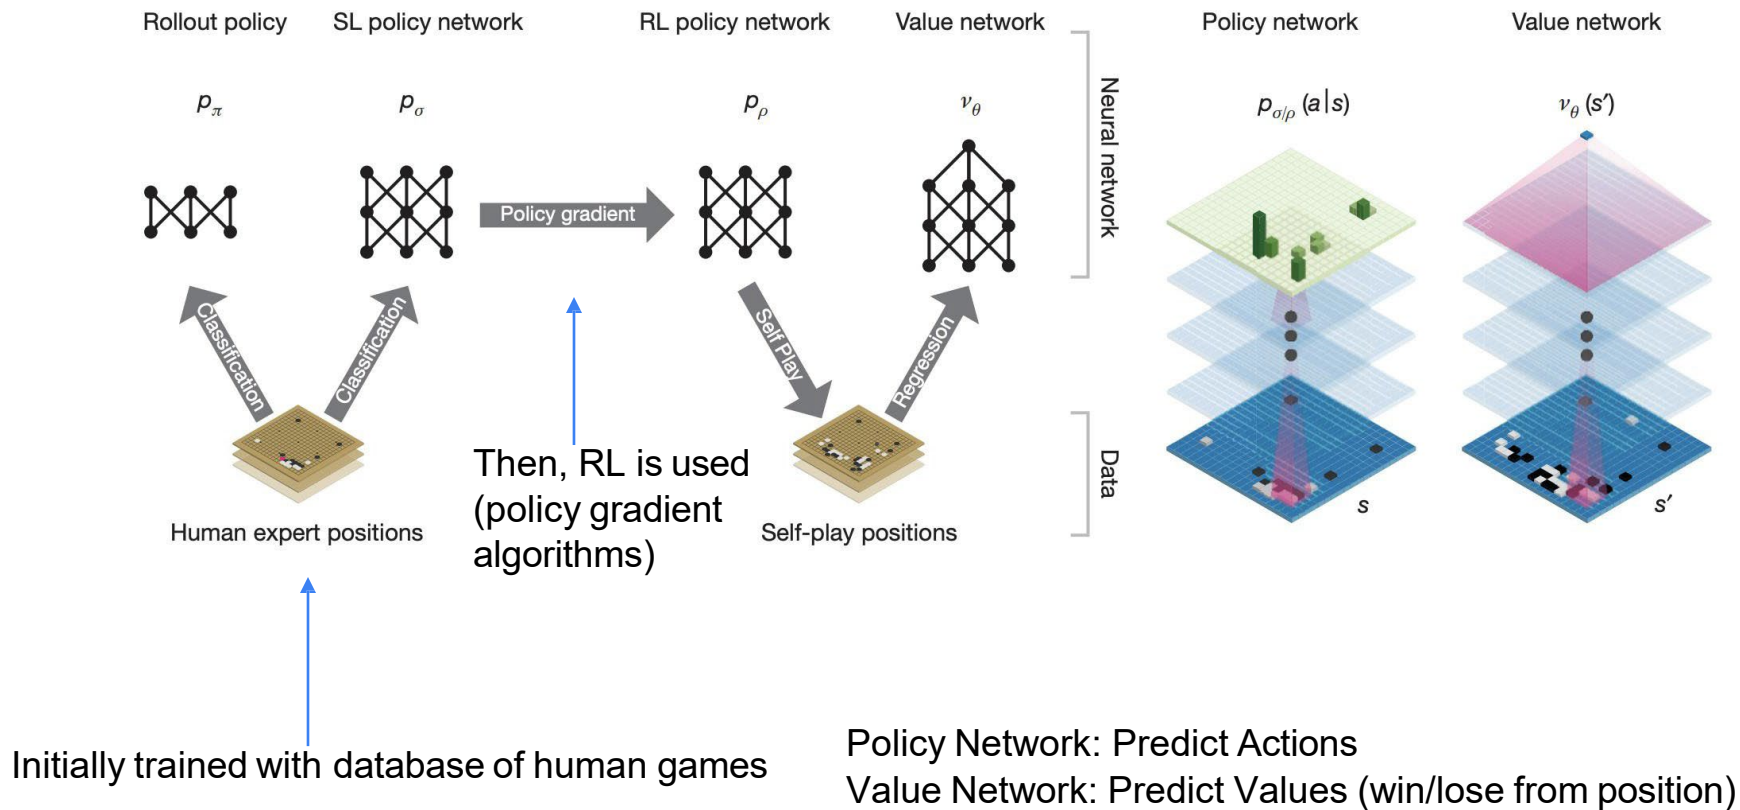 Rollout policy
SL policy network
RL policy network
Value network
Policy network
Value network
pπ
pσ
pρ
νθ
pσ/ρ (a|s)
νθ (s′)
Neural network
Policy gradient
Classification
Classification
Self Play
Regression
Data
Human expert positions
Then, RL is used
(policy gradient
algorithms)
Self-play positions
s
s′
Initially trained with database of human games
Policy Network: Predict Actions
Value Network: Predict Values (win/lose from position)